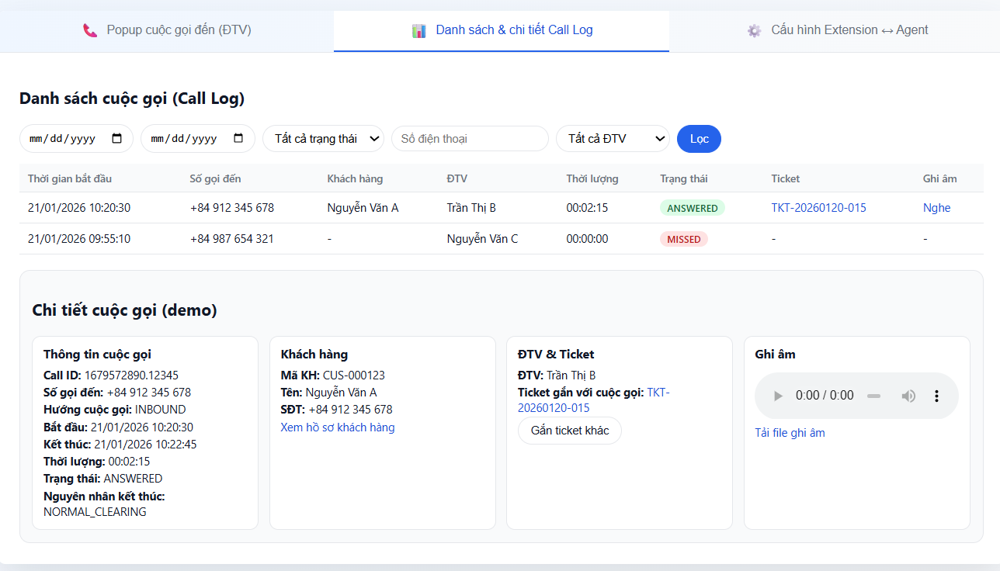 Popup cuộc gọi đến (ĐTV)
Danh sách & chi tiết Call Log
Cấu hình Extension ↔ Agent
Danh sách cuộc gọi (Call Log)
mm/dd/yyyy mm/dd/yyyy Tất cả trạng thái Số điện thoại Tất cả ĐTV Lọc
Thời gian bắt đầu Số gọi đến Khách hàng ĐTV Thời lượng Trạng thái Ticket Ghi âm
21/01/2026 10:20:30 +84 912 345 678 Nguyễn Văn A Trần Thị B 00:02:15 ANSWERED TKT-20260120-015 Nghe
21/01/2026 09:55:10 +84 987 654 321 - Nguyễn Văn C 00:00:00 MISSED - -
Chi tiết cuộc gọi (demo)
Thông tin cuộc gọi
Call ID: 1679572890.12345
Số gọi đến: +84 912 345 678
Hướng cuộc gọi: INBOUND
Bắt đầu: 21/01/2026 10:20:30
Kết thúc: 21/01/2026 10:22:45
Thời lượng: 00:02:15
Trạng thái: ANSWERED
Nguyên nhân kết thúc:
NORMAL_CLEARING
Khách hàng
Mã KH: CUS-000123
Tên: Nguyễn Văn A
SĐT: +84 912 345 678
Xem hồ sơ khách hàng
ĐTV & Ticket
ĐTV: Trần Thị B
Ticket gắn với cuộc gọi: TKT-
20260120-015
Gắn ticket khác
Ghi âm
0:00 / 0:00
Tải file ghi âm